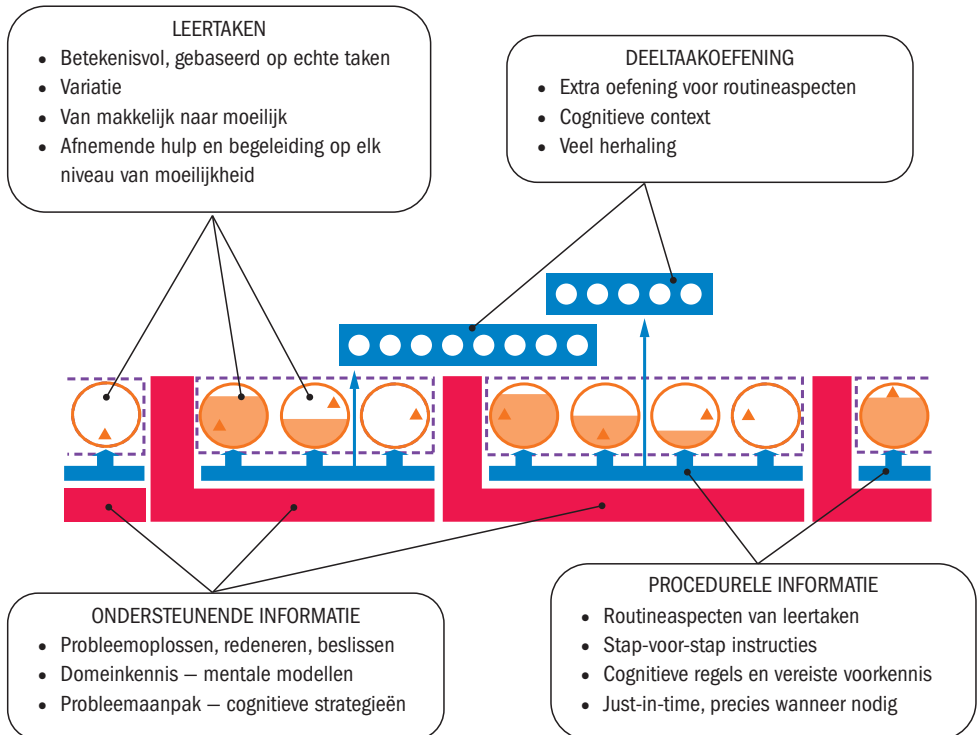 LEERTAKEN
• Betekenisvol, gebaseerd op echte taken
• Variatie
• Van makkelijk naar moeilijk
• Afnemende hulp en begeleiding op elk
niveau van moeilijkheid
DEELTAAKOEFENING
• Extra oefening voor routineaspecten
• Cognitieve context
• Veel herhaling
ONDERSTEUNENDE INFORMATIE
• Probleemoplossen, redeneren, beslissen
• Domeinkennis — mentale modellen
• Probleemaanpak — cognitieve strategieën
PROCEDURELE INFORMATIE
• Routineaspecten van leertaken
• Stap-voor-stap instructies
• Cognitieve regels en vereiste voorkennis
• Just-in-time, precies wanneer nodig